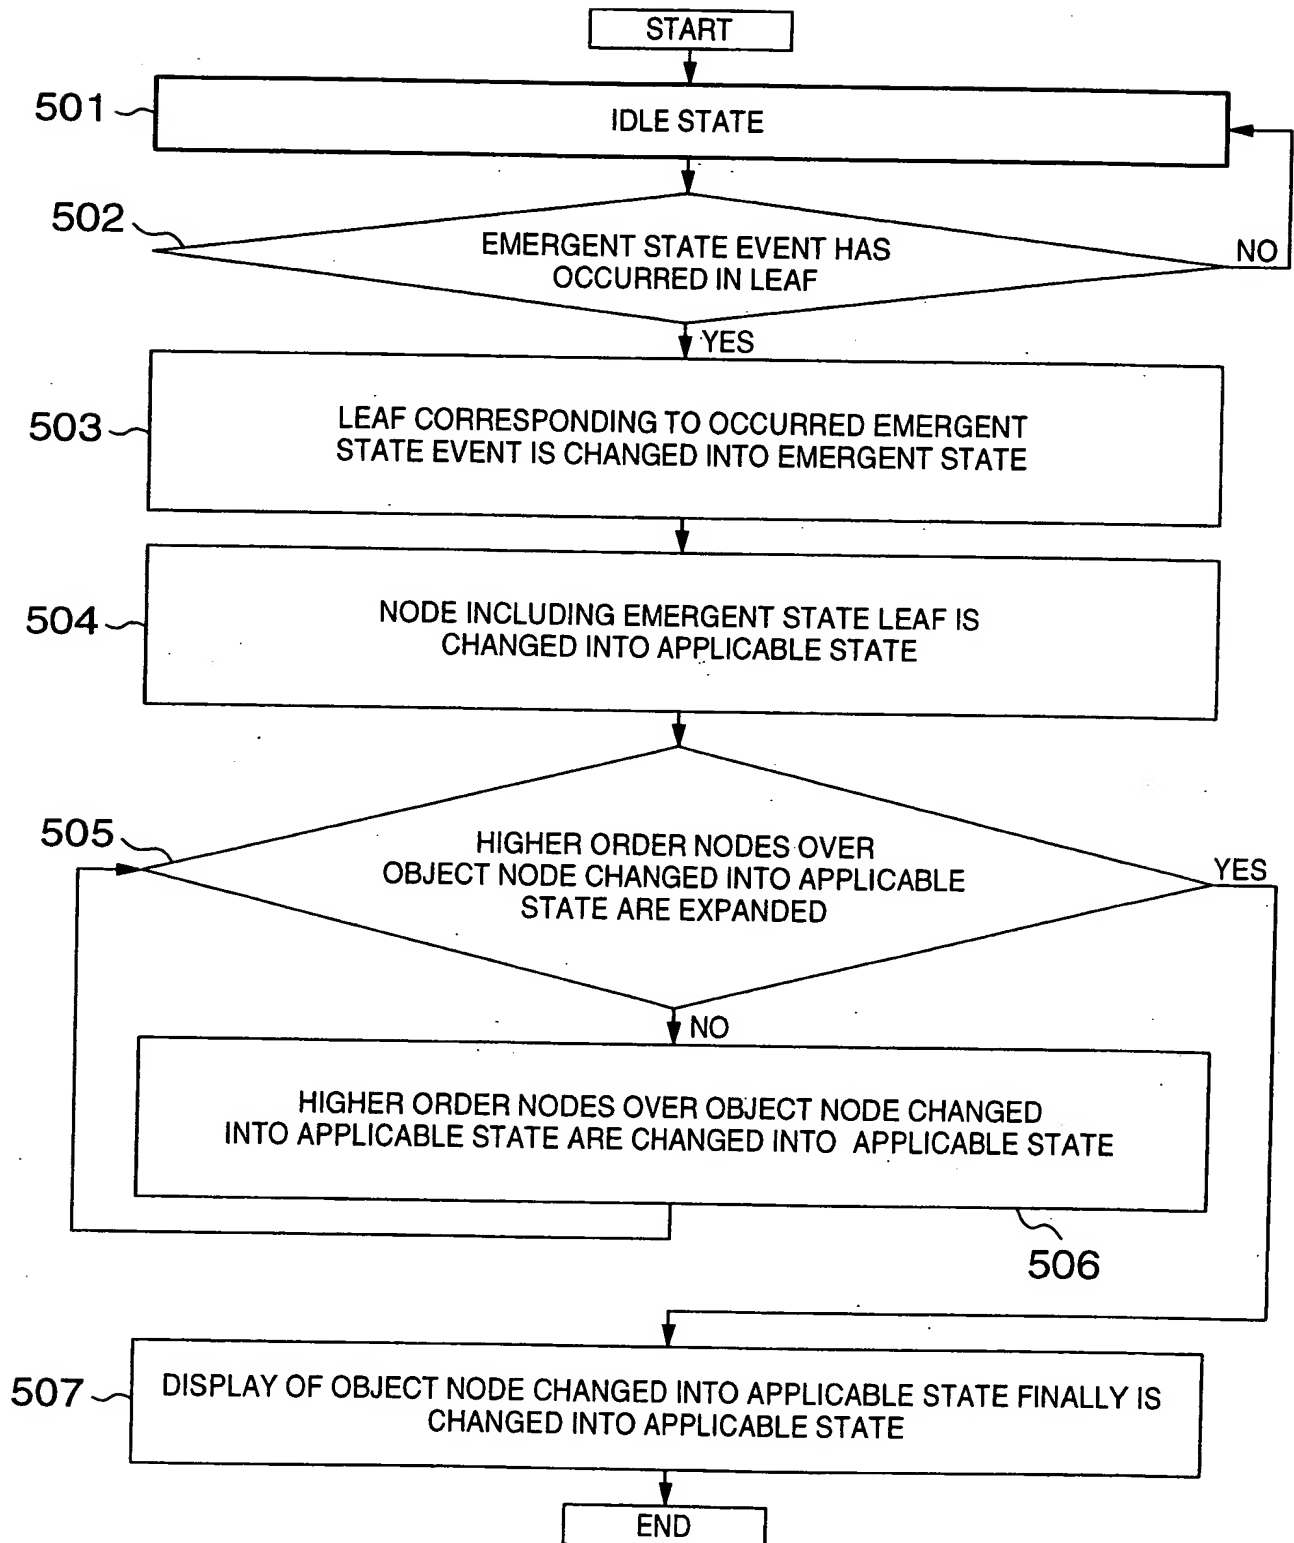 START
501
IDLE STATE
502
EMERGENT STATE EVENT HAS
OCCURRED IN LEAF
NO
YES
503
LEAF CORRESPONDING TO OCCURRED EMERGENT
STATE EVENT IS CHANGED INTO EMERGENT STATE
504
NODE INCLUDING EMERGENT STATE LEAF IS
CHANGED INTO APPLICABLE STATE
505
HIGHER ORDER NODES OVER
OBJECT NODE CHANGED INTO APPLICABLE
STATE ARE EXPANDED
YES
NO
HIGHER ORDER NODES OVER OBJECT NODE CHANGED
INTO APPLICABLE STATE ARE CHANGED INTO APPLICABLE STATE
506
507
DISPLAY OF OBJECT NODE CHANGED INTO APPLICABLE STATE FINALLY IS
CHANGED INTO APPLICABLE STATE
END